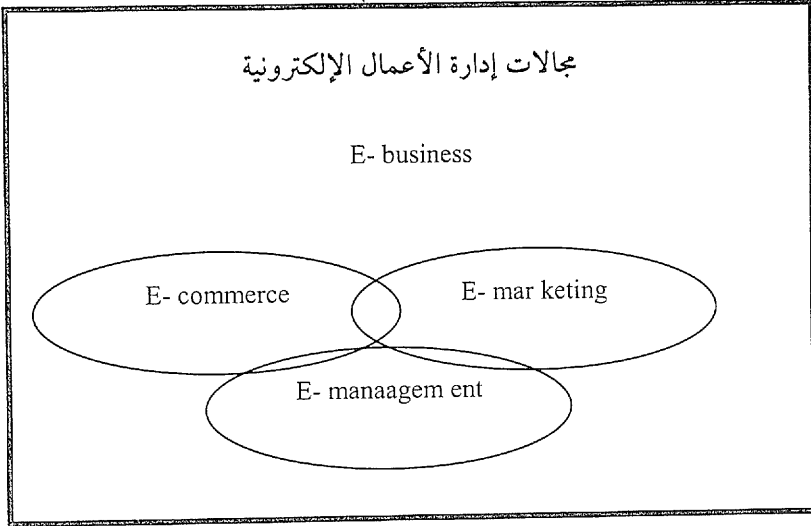 مجالات إدارة الأعمال الإلكترونية
E- business
E- commerce
E- mar keting
E- manaagem ent